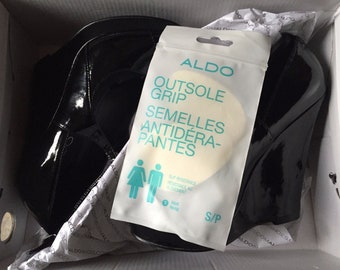 ALDO
OUTSOLE
GRIP
SEMELLES
ANTIDÉRA-
PANTES
S/P